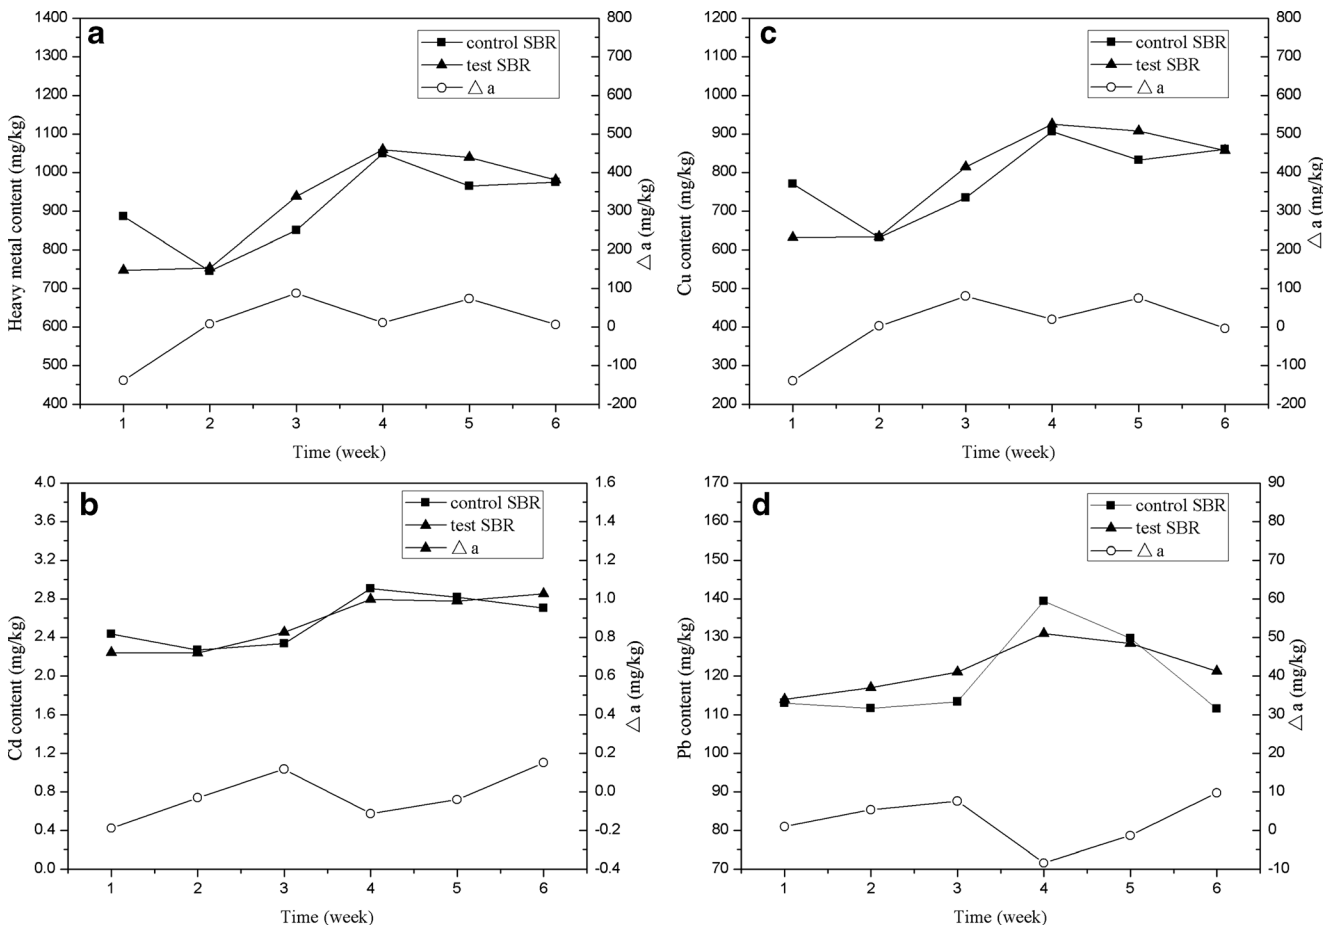 a
Heavy metal content (mg/kg)
1400
1300
1200
1100
1000
900
800
700
600
500
400
control SBR
test SBR
△ a
800
700
600
500
400
300
200
100
0
-100
-200
△ a (mg/kg)
1 2 3 4 5 6
Time (week)
c
Cu content (mg/kg)
1200
1100
1000
900
800
700
600
500
400
300
200
control SBR
test SBR
△ a
800
700
600
500
400
300
200
100
0
-100
-200
△ a (mg/kg)
1 2 3 4 5 6
Time (week)
b
Cd content (mg/kg)
4.0
3.6
3.2
2.8
2.4
2.0
1.6
1.2
0.8
0.4
0.0
control SBR
test SBR
△ a
1.6
1.4
1.2
1.0
0.8
0.6
0.4
0.2
0.0
-0.2
-0.4
△ a (mg/kg)
1 2 3 4 5 6
Time (week)
d
Pb content (mg/kg)
170
160
150
140
130
120
110
100
90
80
70
control SBR
test SBR
△ a
90
80
70
60
50
40
30
20
10
0
-10
△ a (mg/kg)
1 2 3 4 5 6
Time (week)